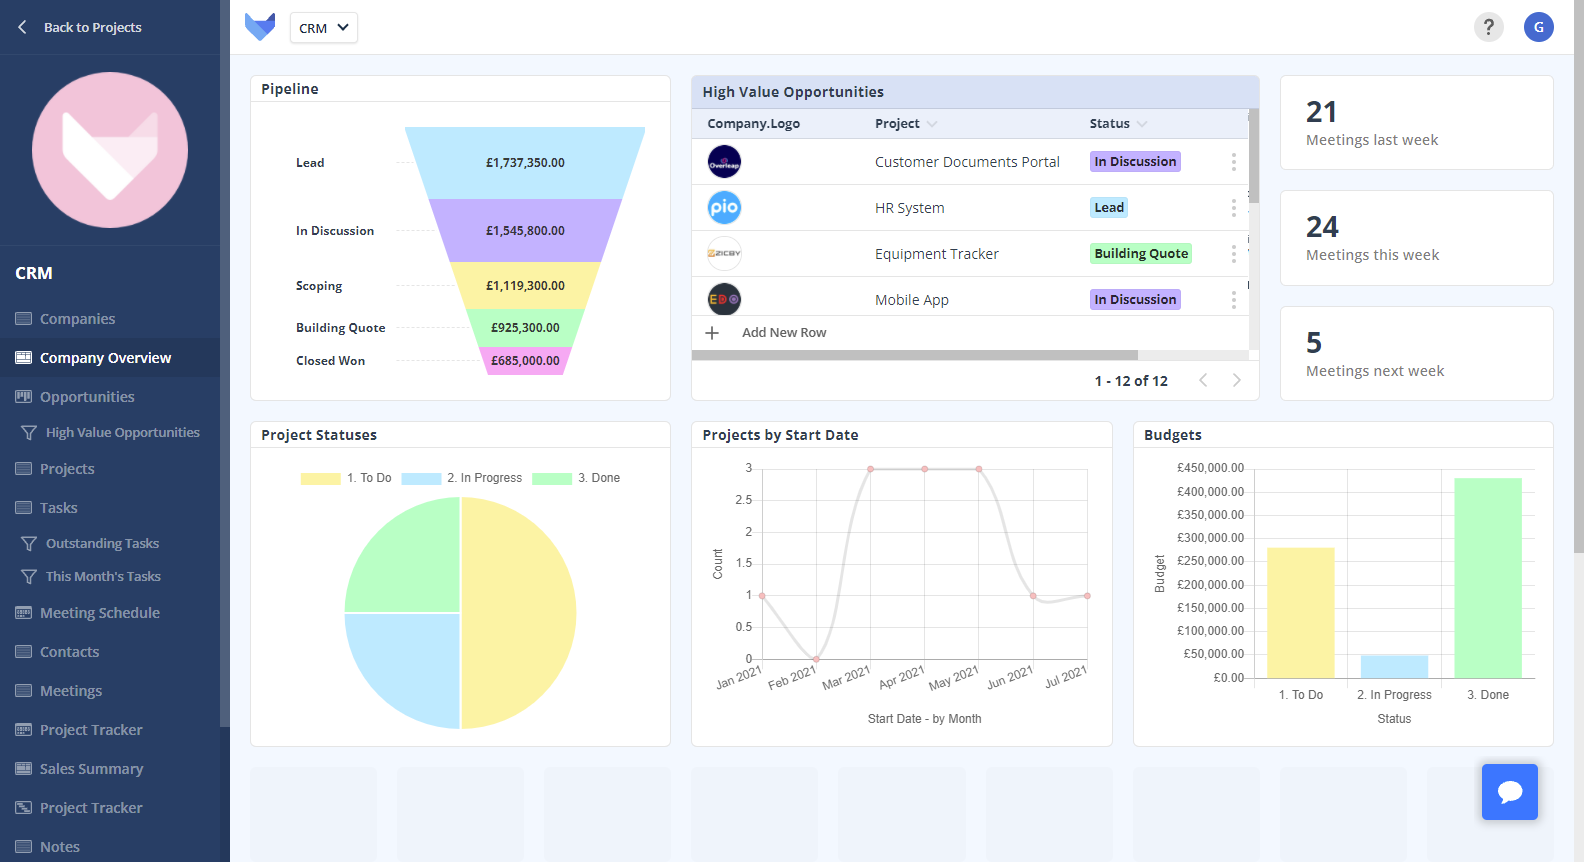 Back to Projects
CRM
Companies
Company Overview
Opportunities
High Value Opportunities
Projects
Tasks
Outstanding Tasks
This Month's Tasks
Meeting Schedule
Contacts
Meetings
Project Tracker
Sales Summary
Project Tracker
Notes
CRM
?
G
Pipeline
Lead £1,737,350.00
In Discussion £1,545,800.00
Scoping £1,119,300.00
Building Quote £925,300.00
Closed Won £685,000.00
High Value Opportunities
Company.Logo Project Status
Overleap Customer Documents Portal In Discussion
pio HR System Lead
ZICBY Equipment Tracker Building Quote
EDO Mobile App In Discussion
Add New Row
1 - 12 of 12
21
Meetings last week
24
Meetings this week
5
Meetings next week
Project Statuses
1. To Do 2. In Progress 3. Done
Projects by Start Date
3
2.5
2
1.5
1
0.5
0
Count
Jan 2021 Feb 2021 Mar 2021 Apr 2021 May 2021 Jun 2021 Jul 2021
Start Date - by Month
Budgets
£450,000.00
£400,000.00
£350,000.00
£300,000.00
£250,000.00
£200,000.00
£150,000.00
£100,000.00
£50,000.00
£0.00
Budget
1. To Do 2. In Progress 3. Done
Status